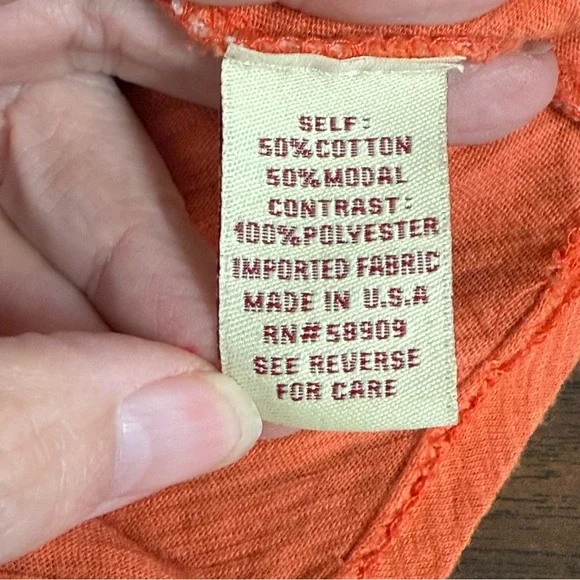 SELF:
50%COTTON
50%MODAL
CONTRAST:
100%POLYESTER
IMPORTED FABRIC
MADE IN U.S.A
RN#58909
SEE REVERSE
FOR CARE